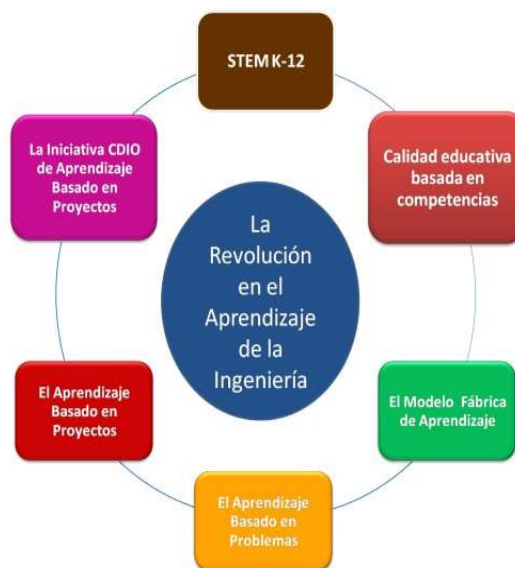 STEM K-12
La Iniciativa CDIO
de Aprendizaje
Basado en
Proyectos
Calidad educativa
basada en
competencias
La
Revolución
en el
Aprendizaje
de la
Ingeniería
El Aprendizaje
Basado en
Proyectos
El Modelo Fábrica
de Aprendizaje
El Aprendizaje
Basado en
Problemas